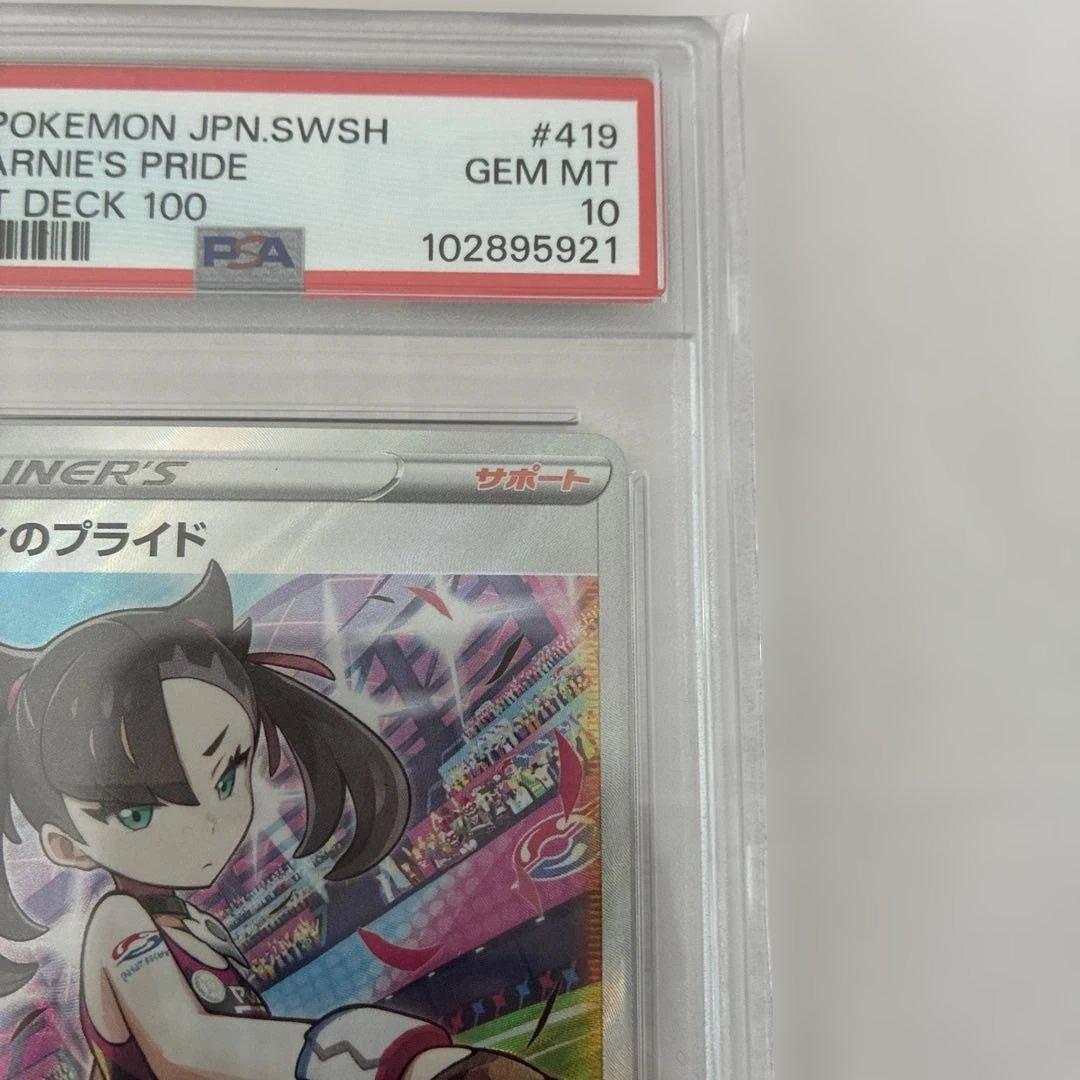 POKEMON JPN.SWSH #419
ARNIE'S PRIDE GEM MT
T DECK 100 10
PSA 102895921
INER'S サポート
のプライド